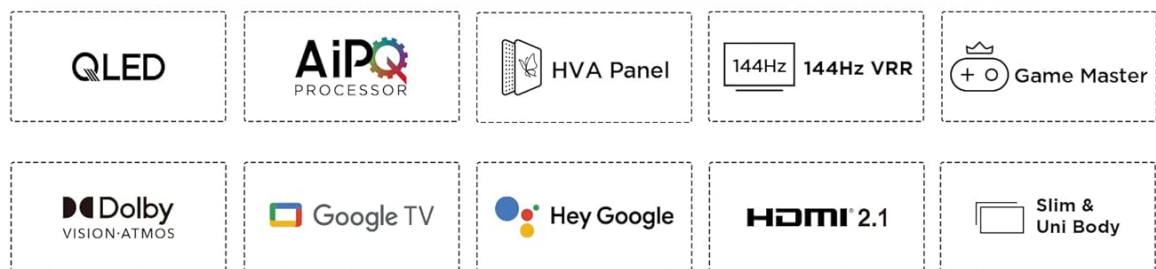 QLED
AiPQ
PROCESSOR
HVA Panel
144Hz
144Hz VRR
Game Master
Dolby
VISION·ATMOS
Google TV
Hey Google
HDMI® 2.1
Slim &
Uni Body